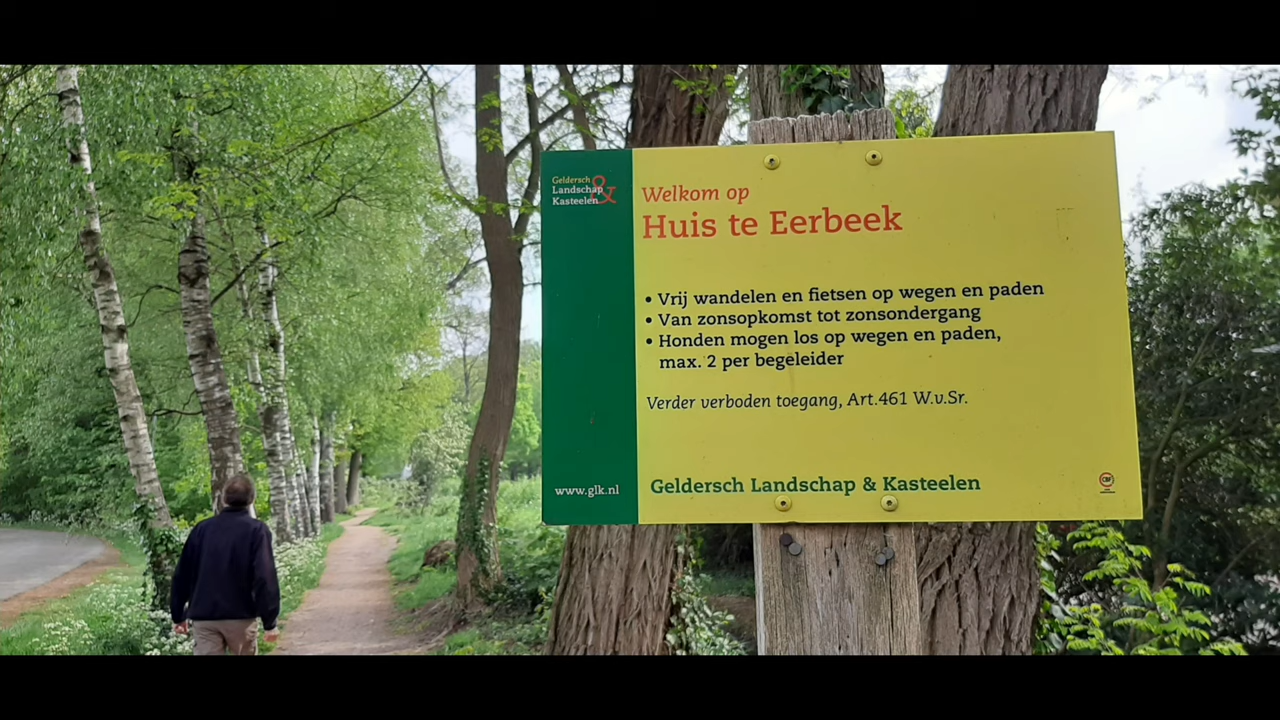 Geldersch
Landschap
&
Kasteelen
Welkom op
Huis te Eerbeek
• Vrij wandelen en fietsen op wegen en paden
• Van zonsopkomst tot zonsondergang
• Honden mogen los op wegen en paden,
max. 2 per begeleider
Verder verboden toegang, Art.461 W.v.Sr.
www.glk.nl
Geldersch Landschap & Kasteelen
CBF